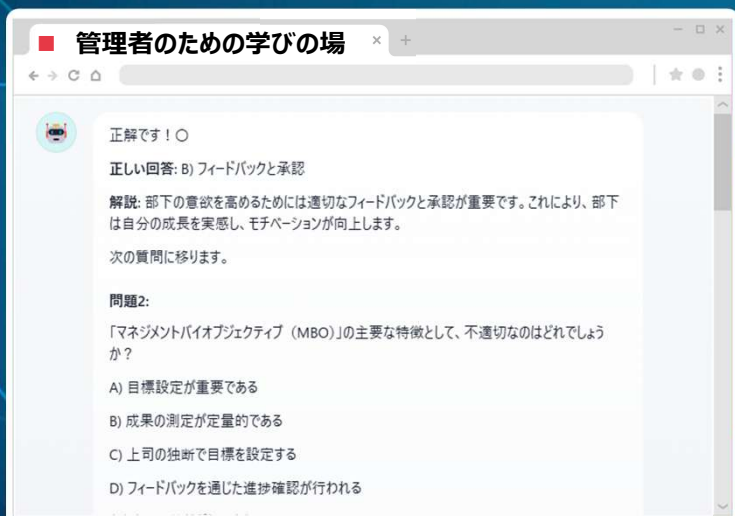 管理者のための学びの場
正解です！○
正しい回答: B) フィードバックと承認
解説: 部下の意欲を高めるためには適切なフィードバックと承認が重要です。これにより、部下
は自分の成長を実感し、モチベーションが向上します。
次の質問に移ります。
問題2:
「マネジメントバイオブジェクティブ（MBO）」の主要な特徴として、不適切なのはどれでしょう
か？
A) 目標設定が重要である
B) 成果の測定が定量的である
C) 上司の独断で目標を設定する
D) フィードバックを通じた進捗確認が行われる